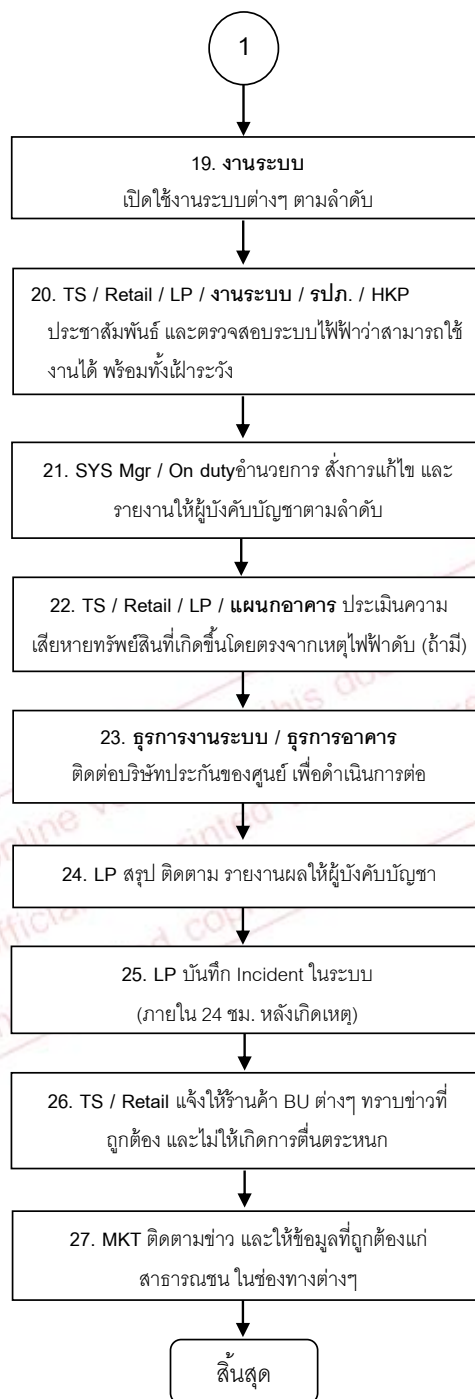 1
19. งานระบบ
เปิดใช้งานระบบต่างๆ ตามลำดับ
20. TS / Retail / LP / งานระบบ / รปภ. / HKP
ประชาสัมพันธ์ และตรวจสอบระบบไฟ้ฟ้าว่าสามารถใช้
งานได้ พร้อมทั้งเฝ้าระวัง
21. SYS Mgr / On dutyอำนวยการ สั่งการแก้ไข และ
รายงานให้ผู้บังคับบัญชาตามลำดับ
22. TS / Retail / LP / แผนกอาคาร ประเมินความ
เสียหายทรัพย์สินที่เกิดขึ้นโดยตรงจากเหตุไฟฟ้าดับ (ถ้ามี)
23. ธุรการงานระบบ / ธุรการอาคาร
ติดต่อบริษัทประกันของศูนย์ เพื่อดำเนินการต่อ
24. LP สรุป ติดตาม รายงานผลให้ผู้บังคับบัญชา
25. LP บันทึก Incident ในระบบ
(ภายใน 24 ชม. หลังเกิดเหตุ)
26. TS / Retail แจ้งให้ร้านค้า BU ต่างๆ ทราบข่าวที่
ถูกต้อง และไม่ให้เกิดการตื่นตระหนก
27. MKT ติดตามข่าว และให้ข้อมูลที่ถูกต้องแก่
สาธารณชน ในช่องทางต่างๆ
สิ้นสุด